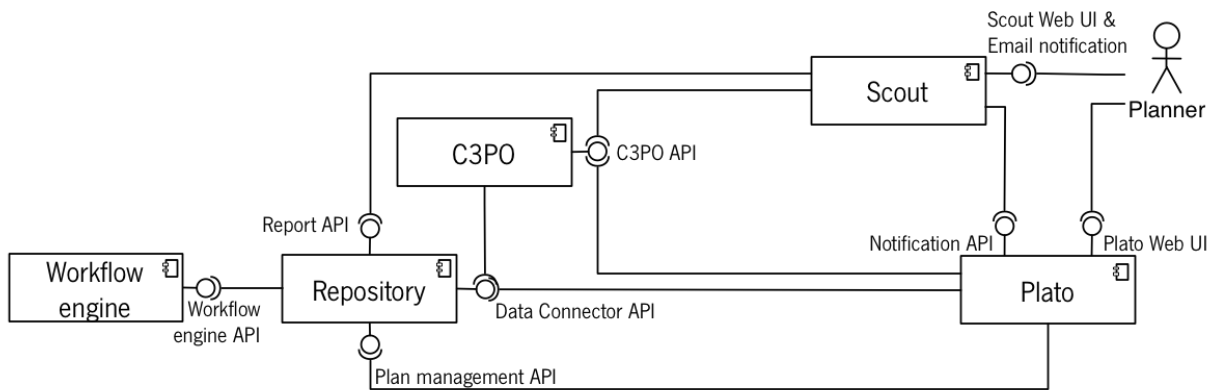 Scout Web UI &
Email notification
Scout
Planner
C3PO
C3PO API
Report API
Notification API
Plato Web UI
Workflow
engine
Workflow
engine API
Repository
Data Connector API
Plato
Plan management API